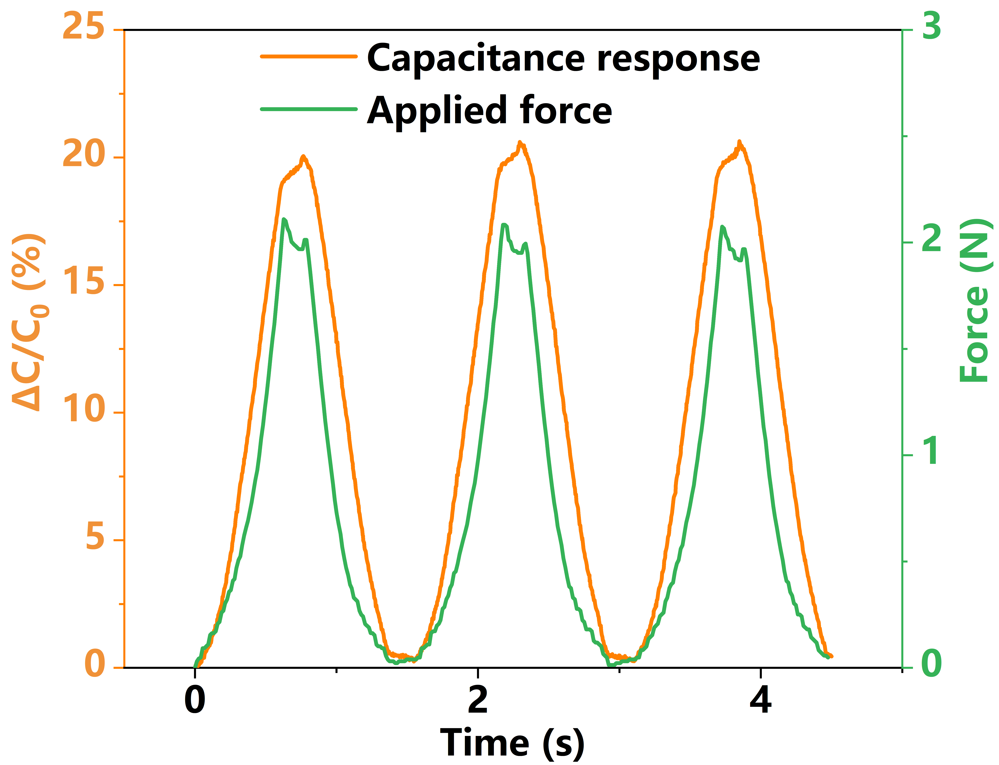 Capacitance response
Applied force
25
20
15
10
5
0
ΔC/C₀ (%)
3
2
1
0
Force (N)
0
2
4
Time (s)